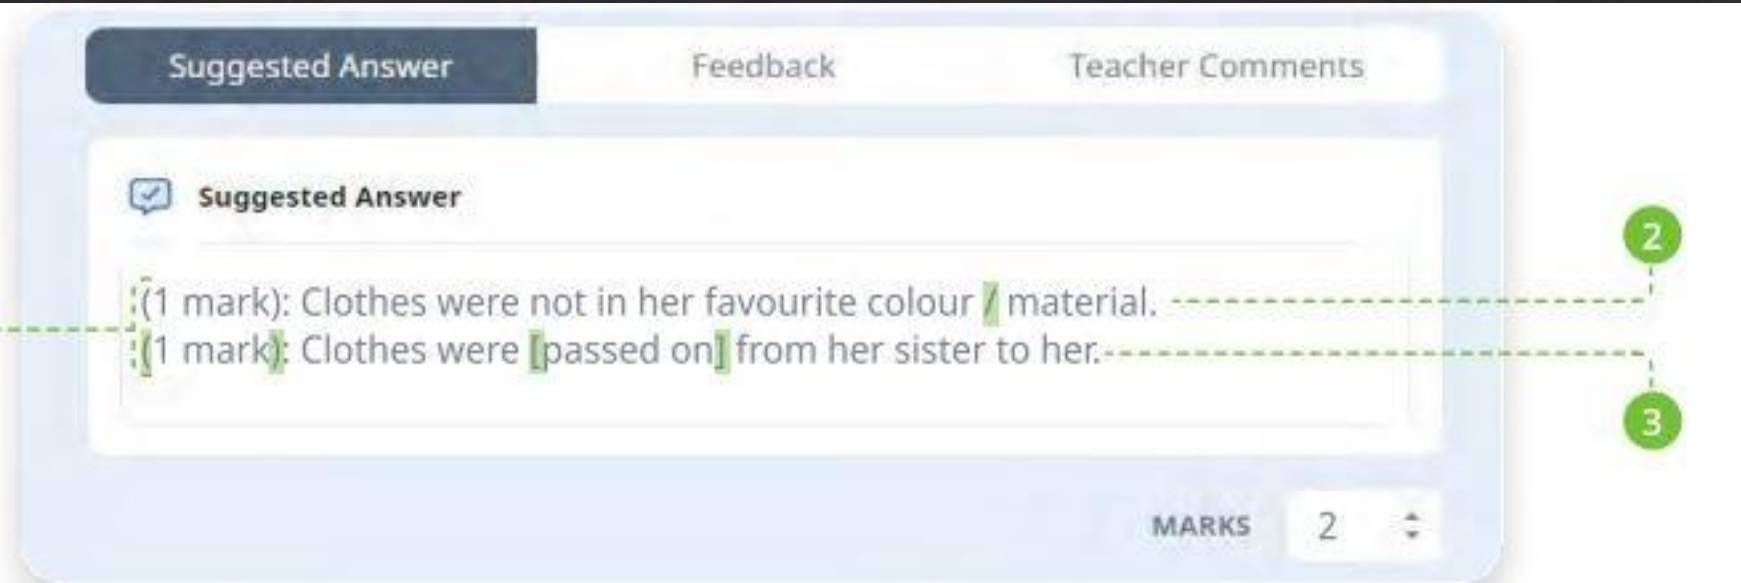 Suggested Answer Feedback Teacher Comments
Suggested Answer
2
(1 mark): Clothes were not in her favourite colour / material.
(1 mark): Clothes were [passed on] from her sister to her.
3
MARKS 2